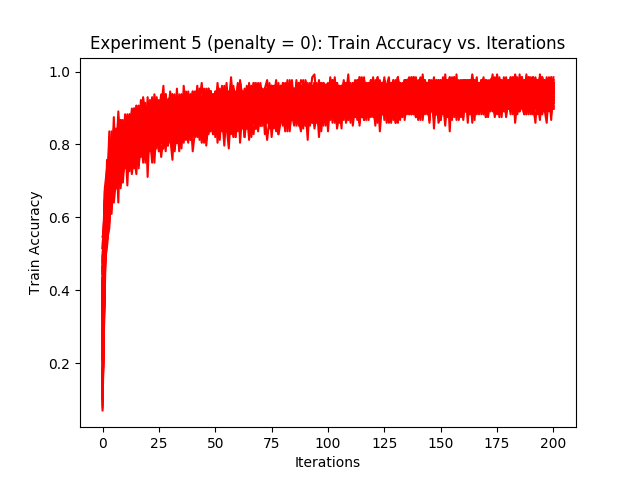 Experiment 5 (penalty = 0): Train Accuracy vs. Iterations
1.0
0.8
0.6
0.4
0.2
Train Accuracy
0 25 50 75 100 125 150 175 200
Iterations